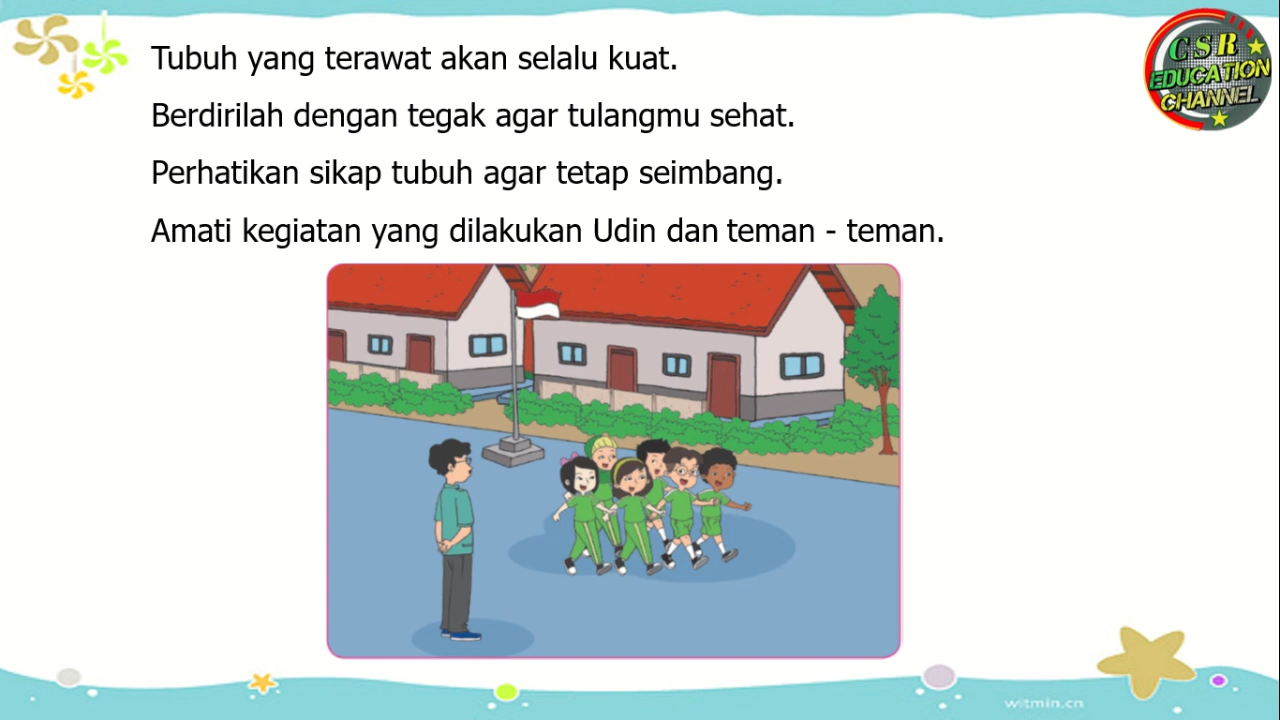 Tubuh yang terawat akan selalu kuat.
Berdirilah dengan tegak agar tulangmu sehat.
Perhatikan sikap tubuh agar tetap seimbang.
Amati kegiatan yang dilakukan Udin dan teman - teman.
CSR
EDUCATION
CHANNEL
witmin.cn